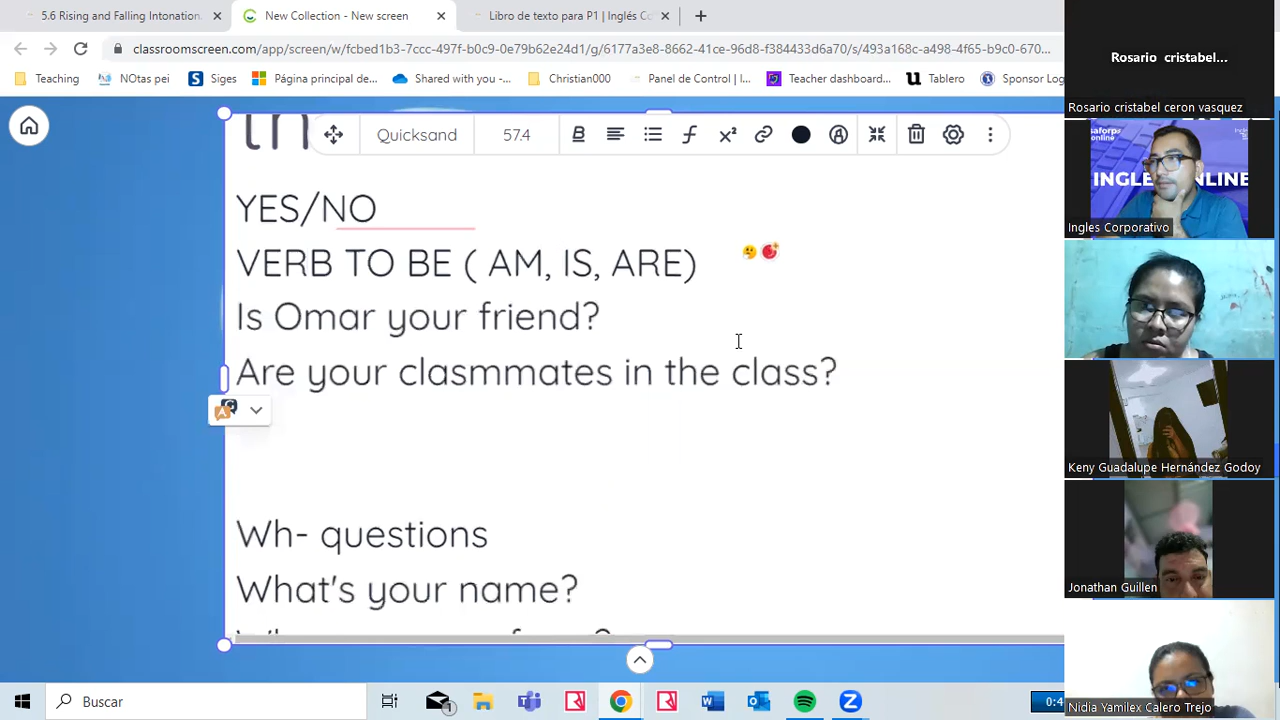 5.6 Rising and Falling Intonation
New Collection - New screen
Libro de texto para P1 | Inglés
classroomscreen.com/app/screen/w/fcbed1b3-7ccc-497f-b0c9-0e79b62e24d1/g/6177a3e8-8662-41ce-96c8-f384433d6a70/s/493a168c-a498-4f65-b9c0-670...
Teaching
NOtas pei
Siges
Página principal de...
Shared with you -...
Christian000
Panel de Control | I...
Teacher dashboard...
Tablero
Sponsor Log
Quicksand
57.4
YES/NO
VERB TO BE ( AM, IS, ARE)
Is Omar your friend?
Are your clasmmates in the class?
Wh- questions
What's your name?
Rosario cristabel...
Rosario cristabel ceron vasquez
INGLES ONLINE
Ingles Corporativo
Keny Guadalupe Hernández Godoy
Jonathan Guillen
Nidia Yamilex Calero Trejo
Buscar
0:4